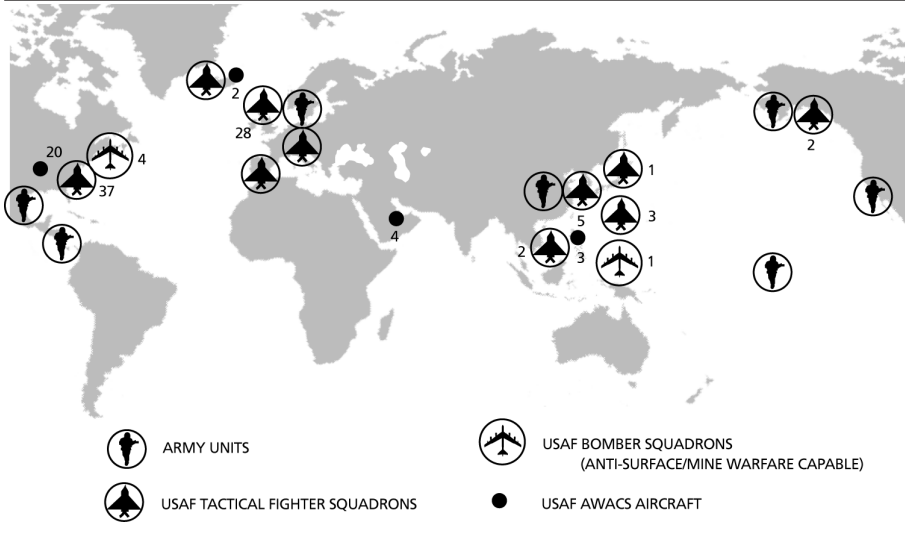 2
28
20
4
37
1
5
3
4
2
3
1
2
ARMY UNITS
USAF BOMBER SQUADRONS
(ANTI-SURFACE/MINE WARFARE CAPABLE)
USAF TACTICAL FIGHTER SQUADRONS
USAF AWACS AIRCRAFT